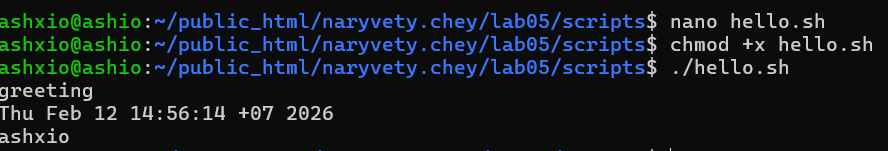 ashxio@ashio:~/public_html/naryvety.chey/lab05/scripts$ nano hello.sh
ashxio@ashio:~/public_html/naryvety.chey/lab05/scripts$ chmod +x hello.sh
ashxio@ashio:~/public_html/naryvety.chey/lab05/scripts$ ./hello.sh
greeting
Thu Feb 12 14:56:14 +07 2026
ashxio